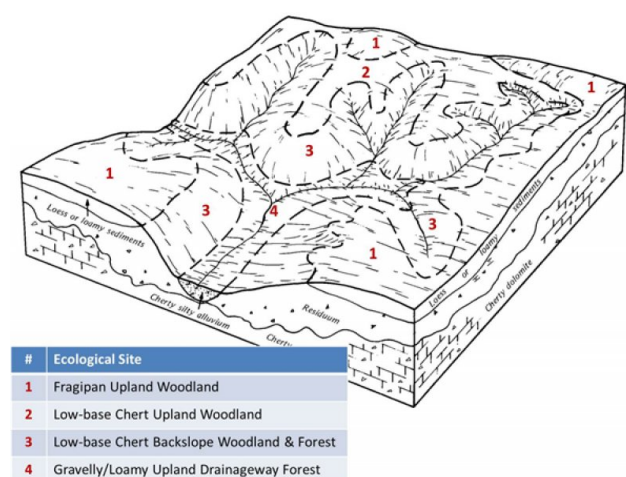 1
2
1
3
1
3
4
3
1
Loess or loamy sediments
Loess or loamy sediments
Cherty dolomite
Cherty silty alluvium
Residuum
Cherty
# Ecological Site
1 Fragipan Upland Woodland
2 Low-base Chert Upland Woodland
3 Low-base Chert Backslope Woodland & Forest
4 Gravelly/Loamy Upland Drainageway Forest